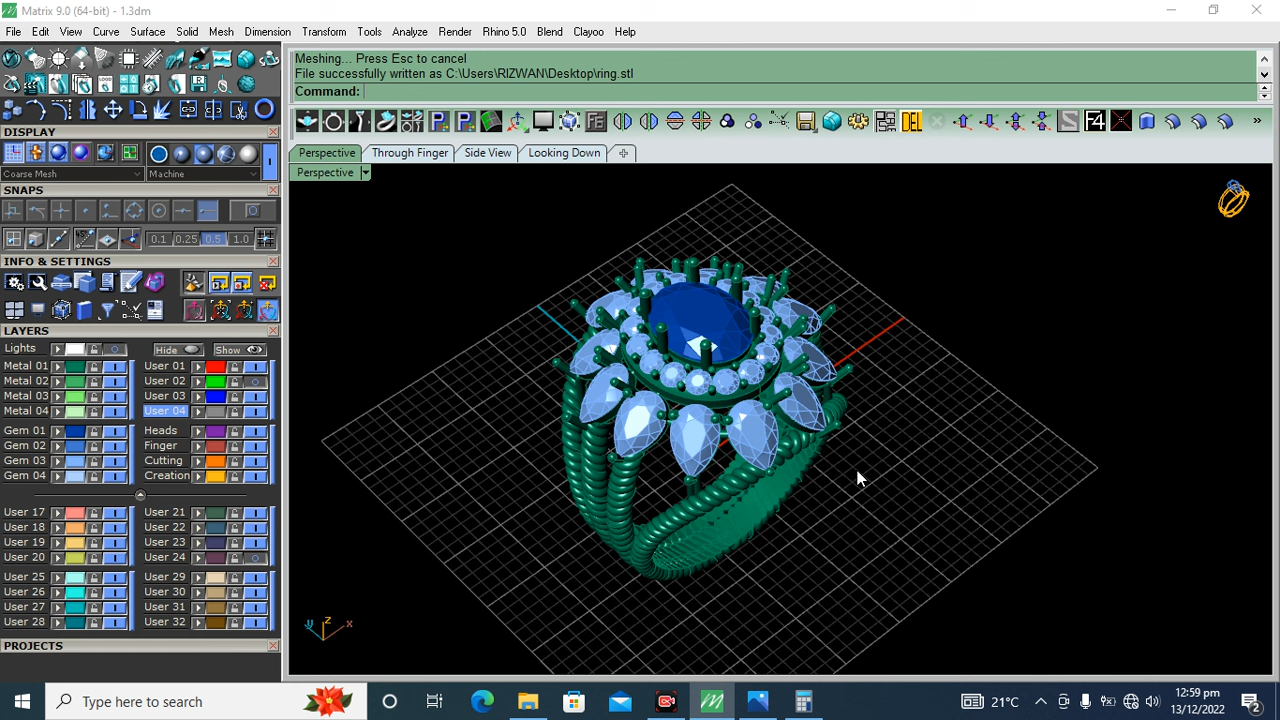 Matrix 9.0 (64-bit) - 1.3dm
File Edit View Curve Surface Solid Mesh Dimension Transform Tools Analyze Render Rhino 5.0 Blend Clayoo Help
Meshing... Press Esc to cancel
File successfully written as C:\Users\RIZWAN\Desktop\ring.stl
Command:
F4
DEL
DISPLAY
Perspective Through Finger Side View Looking Down
Perspective
Coarse Mesh Machine
SNAPS
0.1 0.25 0.5 1.0
INFO & SETTINGS
LAYERS
Lights Hide Show
Metal 01 User 01
Metal 02 User 02
Metal 03 User 03
Metal 04 User 04
Gem 01 Heads
Gem 02 Finger
Gem 03 Cutting
Gem 04 Creation
User 17 User 21
User 18 User 22
User 19 User 23
User 20 User 24
User 25 User 29
User 26 User 30
User 27 User 31
User 28 User 32
PROJECTS
y z x
Type here to search
21°C
12:59 pm
13/12/2022
2